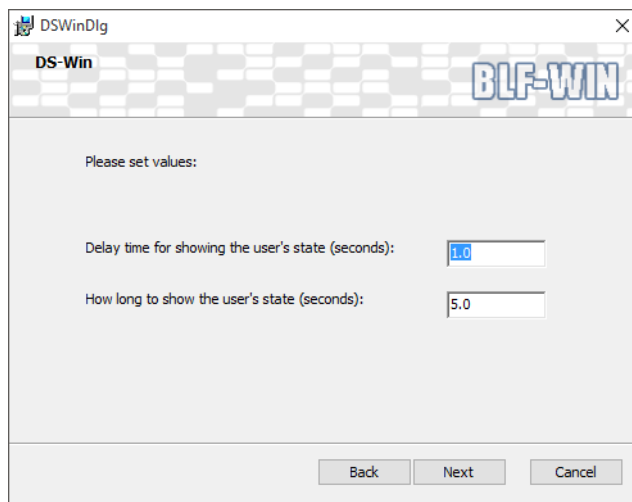 DSWinDlg
DS-Win
BLF-WIN
Please set values:
Delay time for showing the user's state (seconds):
1.0
How long to show the user's state (seconds):
5.0
Back
Next
Cancel